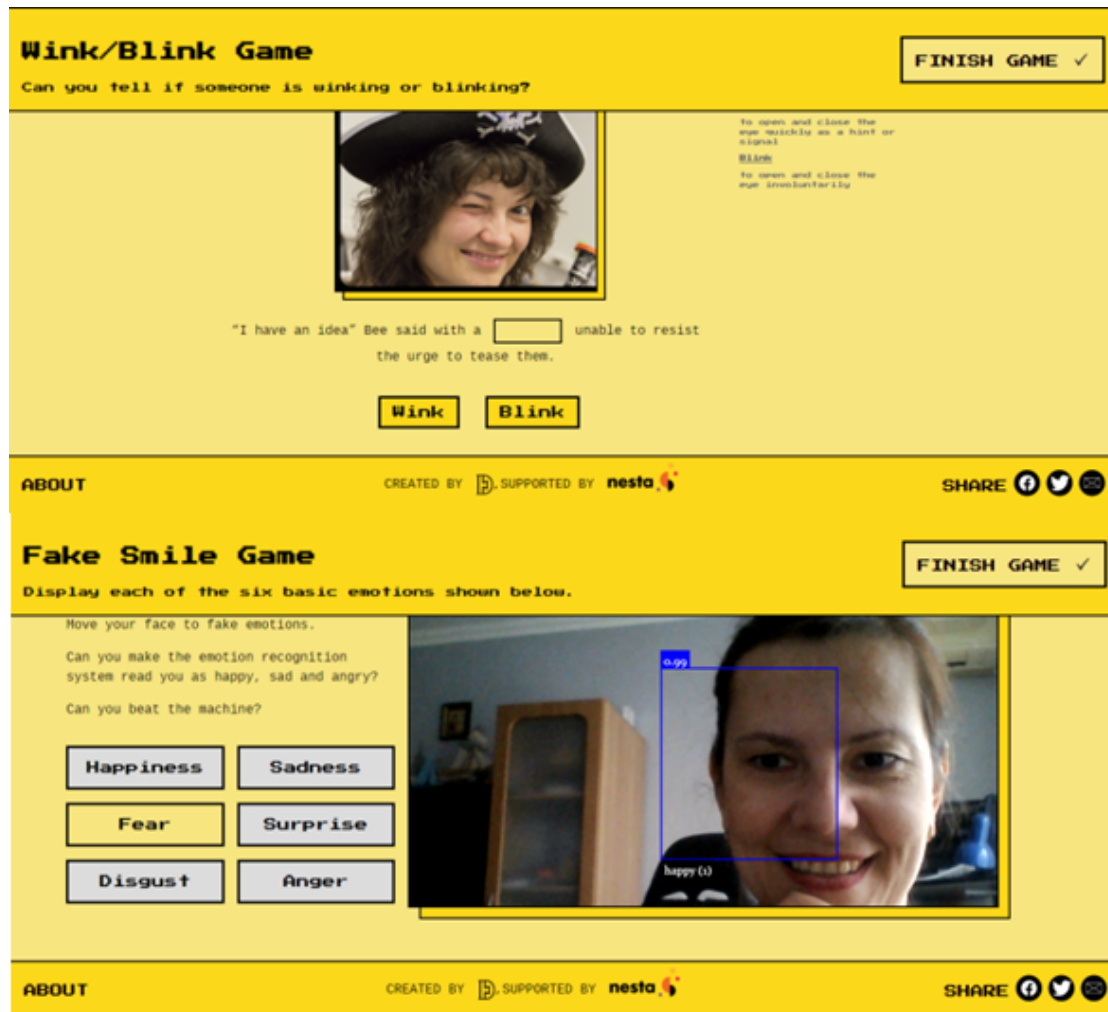 Wink/Blink Game
Can you tell if someone is winking or blinking?
FINISH GAME ✓
to open and close the
eye quickly as a hint or
signal
Blink
to open and close the
eye involuntarily
"I have an idea" Bee said with a unable to resist
the urge to tease them.
Wink Blink
ABOUT
CREATED BY , SUPPORTED BY nesta
SHARE
Fake Smile Game
Display each of the six basic emotions shown below.
FINISH GAME ✓
Move your face to fake emotions.
Can you make the emotion recognition
system read you as happy, sad and angry?
Can you beat the machine?
Happiness Sadness
Fear Surprise
Disgust Anger
0.99
happy (1)
ABOUT
CREATED BY , SUPPORTED BY nesta
SHARE